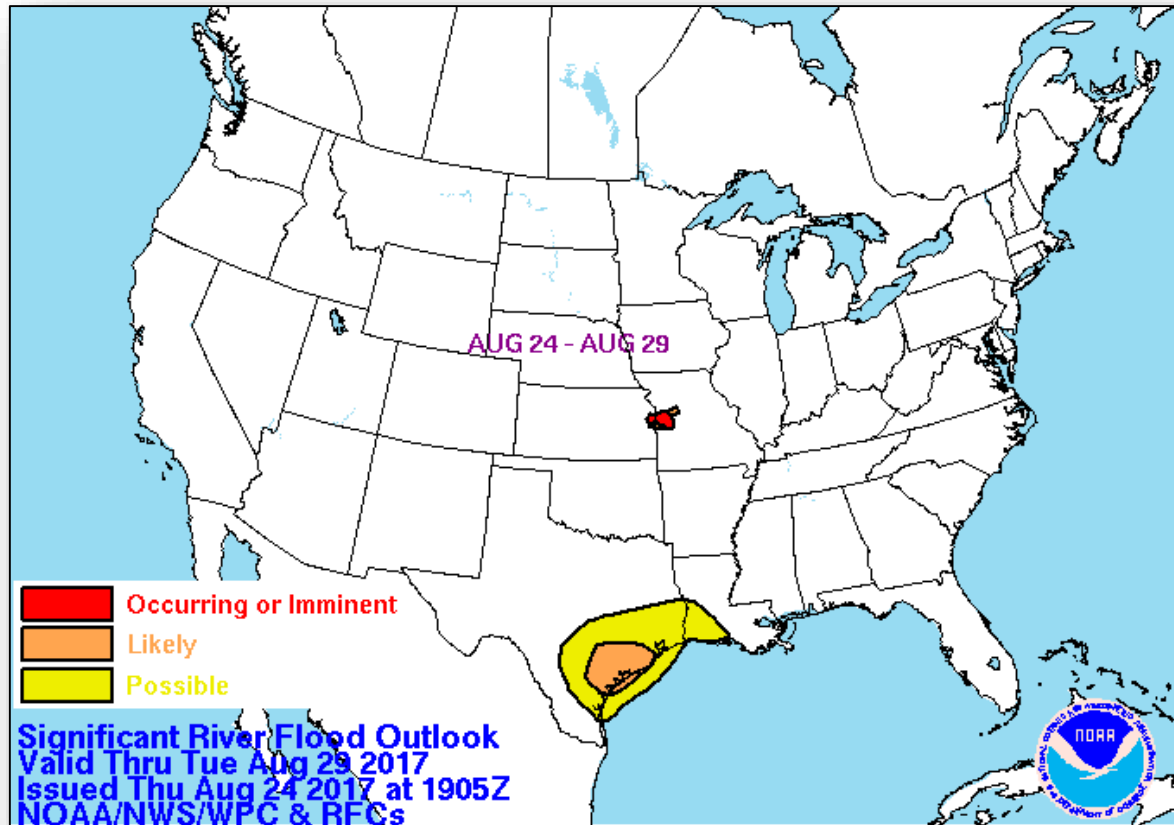 AUG 24 - AUG 29
Occurring or Imminent
Likely
Possible
Significant River Flood Outlook
Valid Thru Tue Aug 29 2017
Issued Thu Aug 24 2017 at 1905Z
NOAA/NWS/WPC & RFCs
NOAA